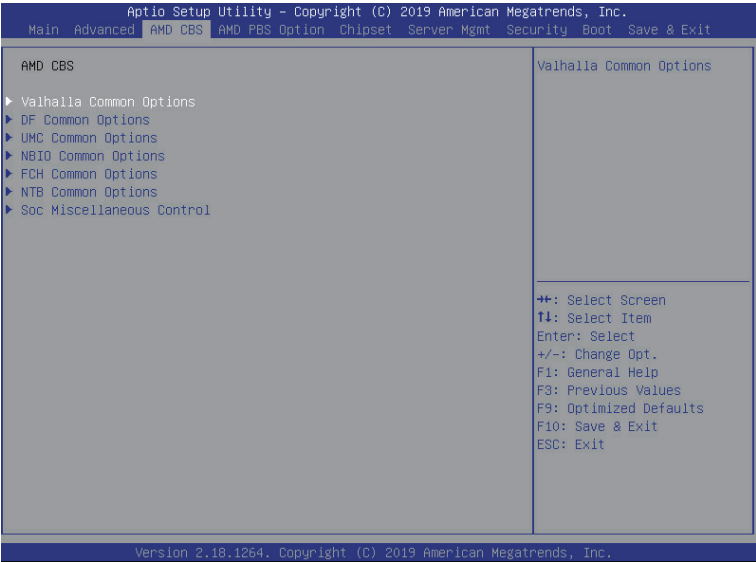 Aptio Setup Utility – Copyright (C) 2019 American Megatrends, Inc.
Main Advanced AMD CBS AMD PBS Option Chipset Server Mgmt Security Boot Save & Exit
AMD CBS
Valhalla Common Options
DF Common Options
UMC Common Options
NBIO Common Options
FCH Common Options
NTB Common Options
Soc Miscellaneous Control
Valhalla Common Options
→←: Select Screen
↑↓: Select Item
Enter: Select
+/-: Change Opt.
F1: General Help
F3: Previous Values
F9: Optimized Defaults
F10: Save & Exit
ESC: Exit
Version 2.18.1264. Copyright (C) 2019 American Megatrends, Inc.